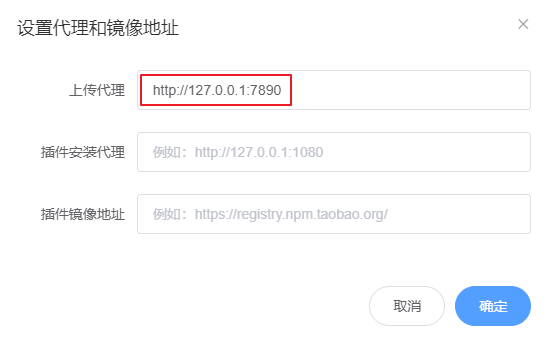 设置代理和镜像地址
上传代理 http://127.0.0.1:7890
插件安装代理 例如：http://127.0.0.1:1080
插件镜像地址 例如：https://registry.npm.taobao.org/
取消 确定